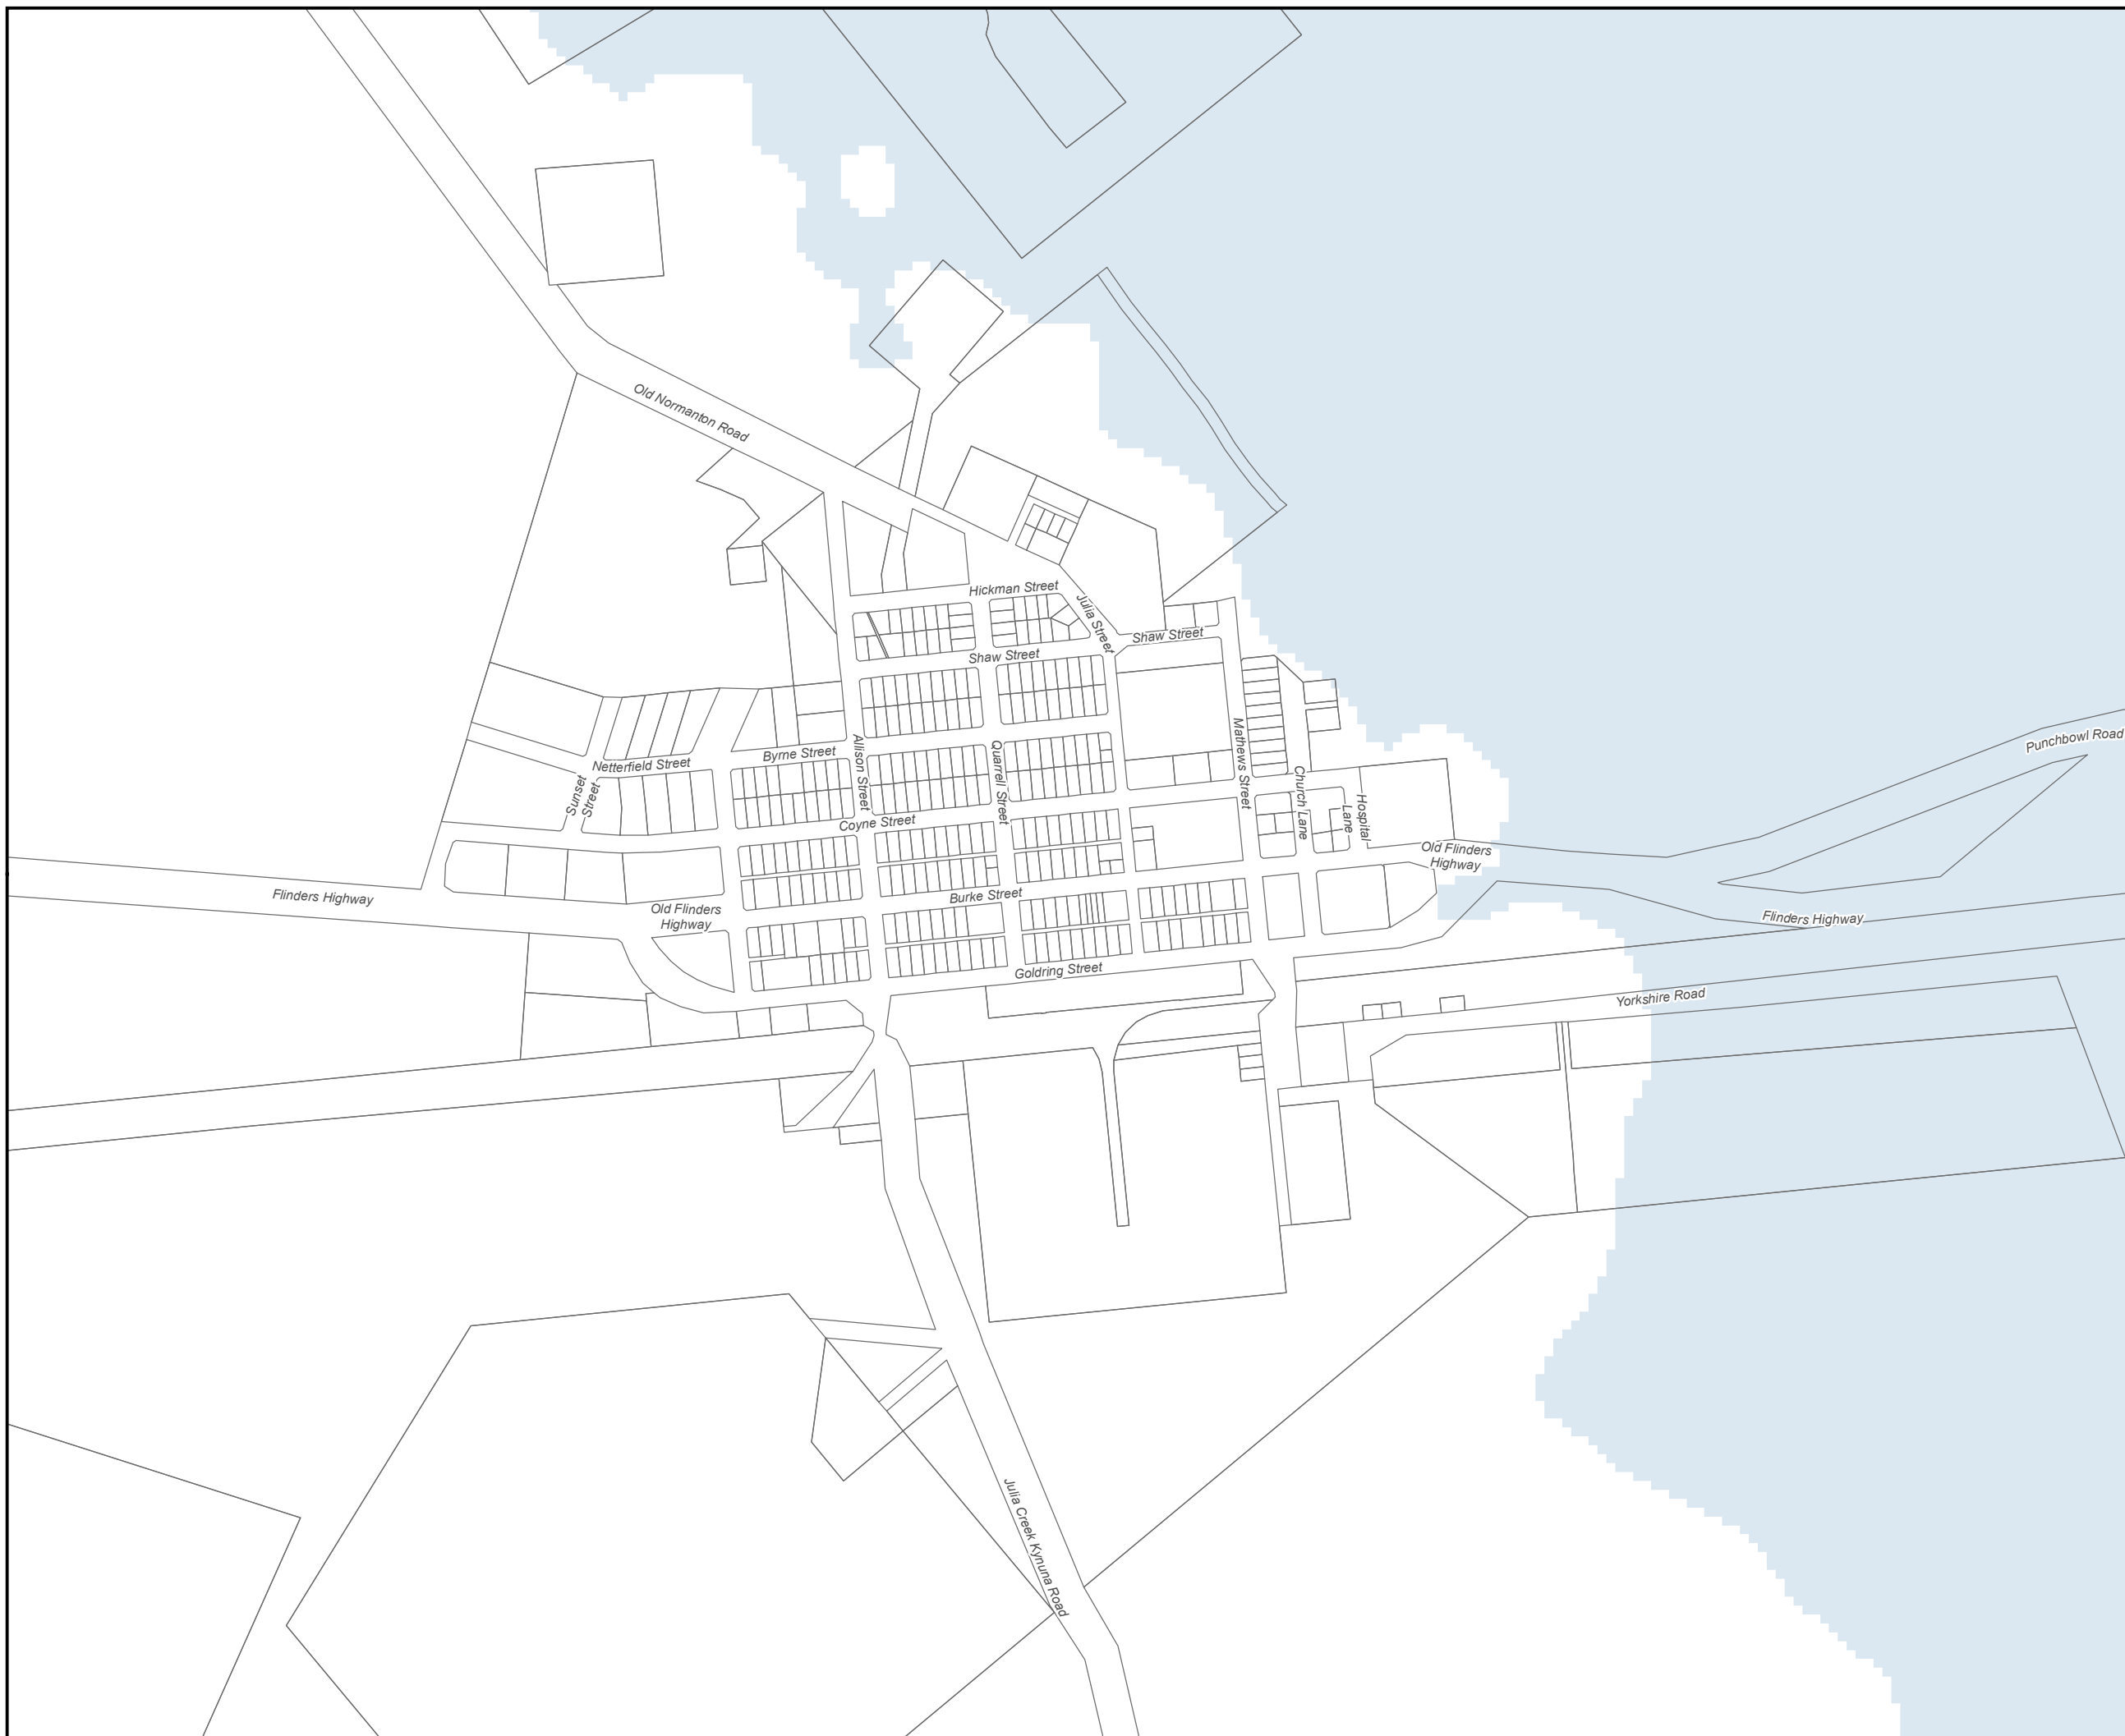 Old Normanton Road
Hickman Street
Julia Street
Shaw Street
Shaw Street
Punchbowl Road
Mathews Street
Allison Street
Quarrell Street
Byrne Street
Netterfield Street
Sunset
Street
Church Lane
Hospital
Lane
Coyne Street
Old Flinders
Highway
Burke Street
Flinders Highway
Old Flinders
Highway
Flinders Highway
Goldring Street
Yorkshire Road
Julia Creek Kynuna Road